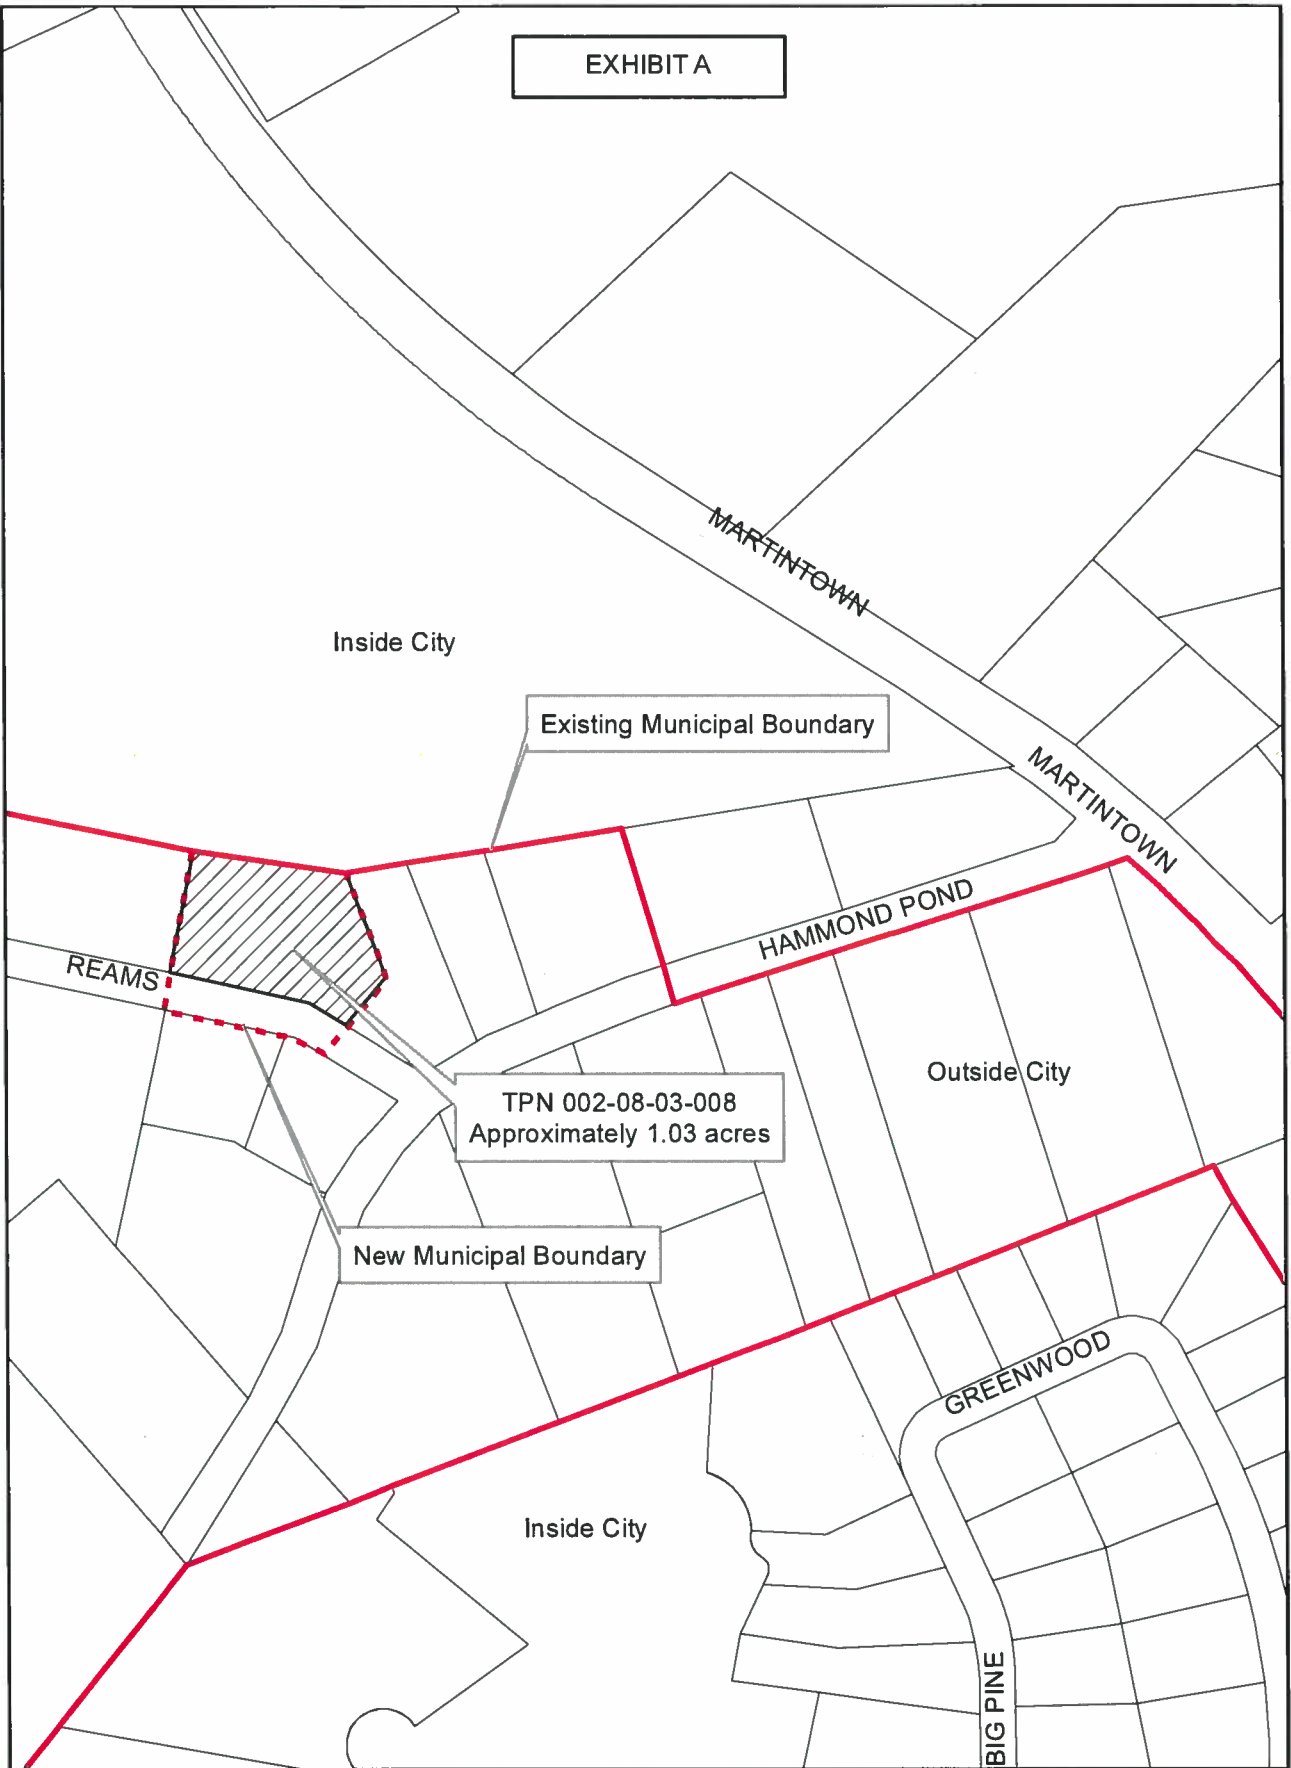 EXHIBIT A
MARTINTOWN
Inside City
Existing Municipal Boundary
MARTINTOWN
HAMMOND POND
REAMS
Outside City
TPN 002-08-03-008
Approximately 1.03 acres
New Municipal Boundary
GREENWOOD
Inside City
BIG PINE